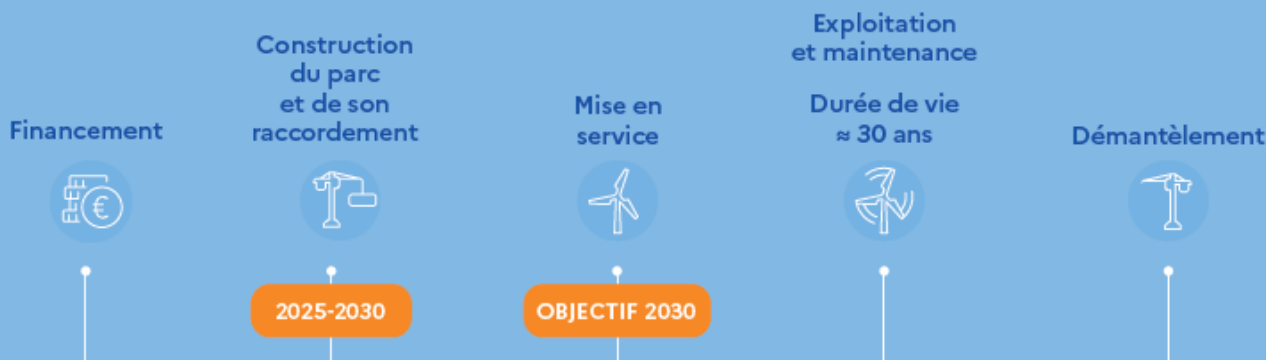 Financement
Construction
du parc
et de son
raccordement
2025-2030
Mise en
service
OBJECTIF 2030
Exploitation
et maintenance
Durée de vie
≈ 30 ans
Démantèlement